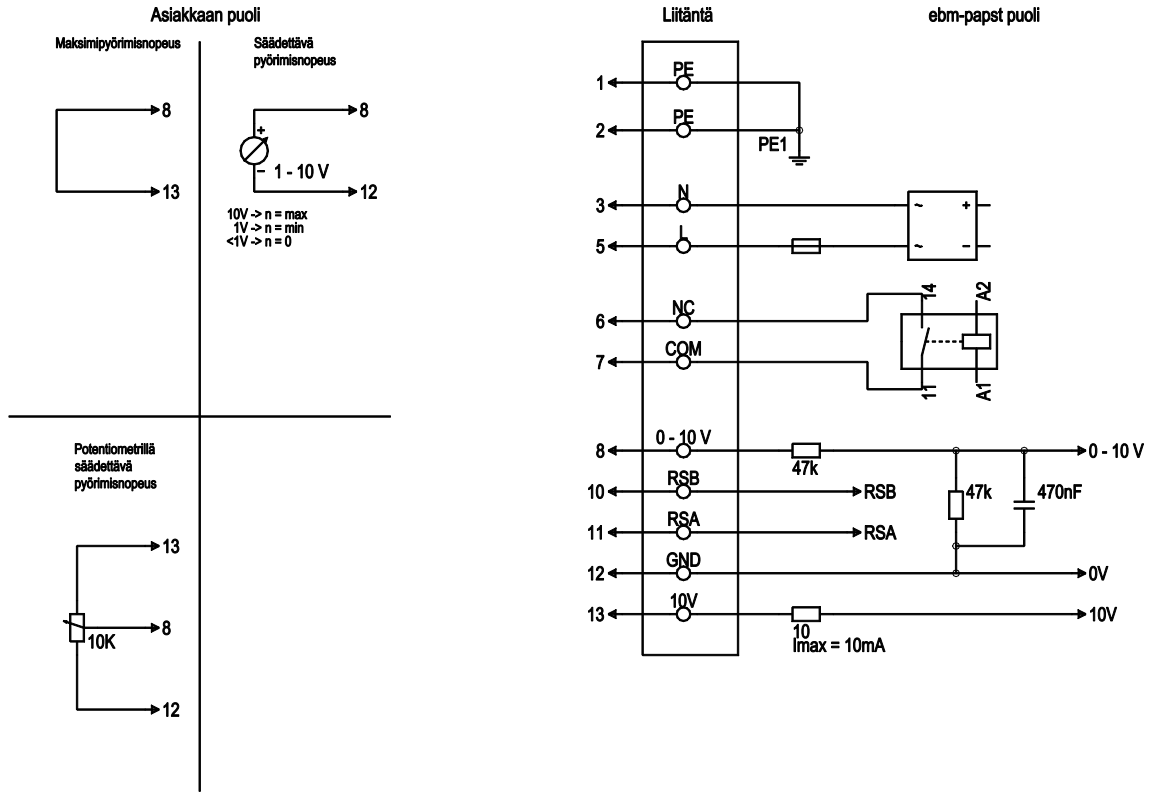 Asiakkaan puoli
Maksimipyörimisnopeus
8
13
Säädettävä
pyörimisnopeus
8
+
1 - 10 V
–
12
10V -> n = max
1V -> n = min
<1V -> n = 0
Potentiometrillä
säädettävä
pyörimisnopeus
13
8
10K
12
Liitäntä
ebm-papst puoli
1 PE
2 PE
PE1
3 N ~ +
5 L ~ –
14 A2
6 NC
7 COM
11 A1
8 0 - 10 V 47k 0 - 10 V
10 RSB RSB 47k 470nF
11 RSA RSA
12 GND 0V
13 10V 10 10V
Imax = 10mA